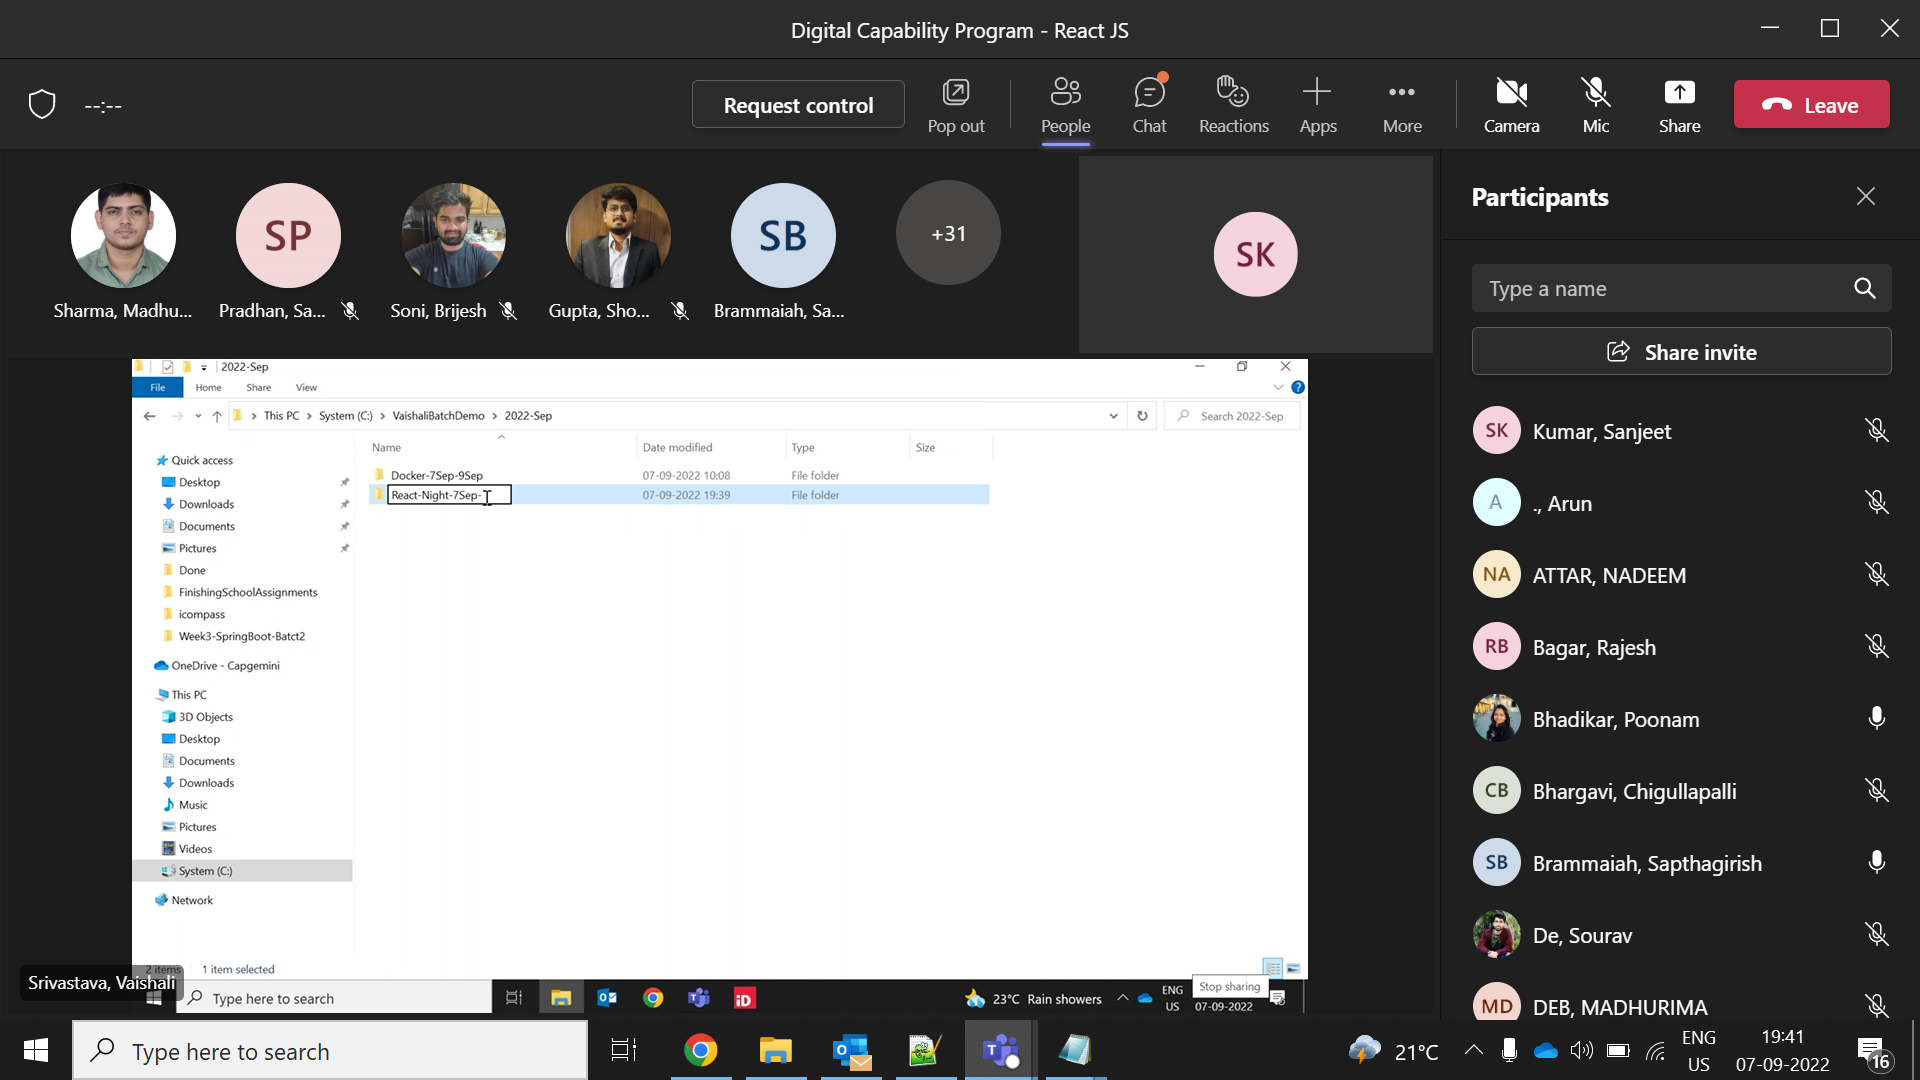 Digital Capability Program - React JS
--:--
Request control
Pop out
People
Chat
Reactions
Apps
More
Camera
Mic
Share
Leave
SP
SB
+31
SK
Sharma, Madhu...
Pradhan, Sa...
Soni, Brijesh
Gupta, Sho...
Brammaiah, Sa...
2022-Sep
File
Home
Share
View
This PC > System (C:) > VaishaliBatchDemo > 2022-Sep
Search 2022-Sep
Name
Date modified
Type
Size
Docker-7Sep-9Sep
07-09-2022 10:08
File folder
React-Night-7Sep-
07-09-2022 19:39
File folder
Quick access
Desktop
Downloads
Documents
Pictures
Done
FinishingSchoolAssignments
icompass
Week3-SpringBoot-Batct2
OneDrive - Capgemini
This PC
3D Objects
Desktop
Documents
Downloads
Music
Pictures
Videos
System (C:)
Network
2 items
1 item selected
Srivastava, Vaishali
Type here to search
iD
23°C Rain showers
ENG
US
Stop sharing
07-09-2022
Participants
Type a name
Share invite
SK
Kumar, Sanjeet
A
., Arun
NA
ATTAR, NADEEM
RB
Bagar, Rajesh
Bhadikar, Poonam
CB
Bhargavi, Chigullapalli
SB
Brammaiah, Sapthagirish
De, Sourav
MD
DEB, MADHURIMA
Type here to search
21°C
ENG
US
19:41
07-09-2022
16